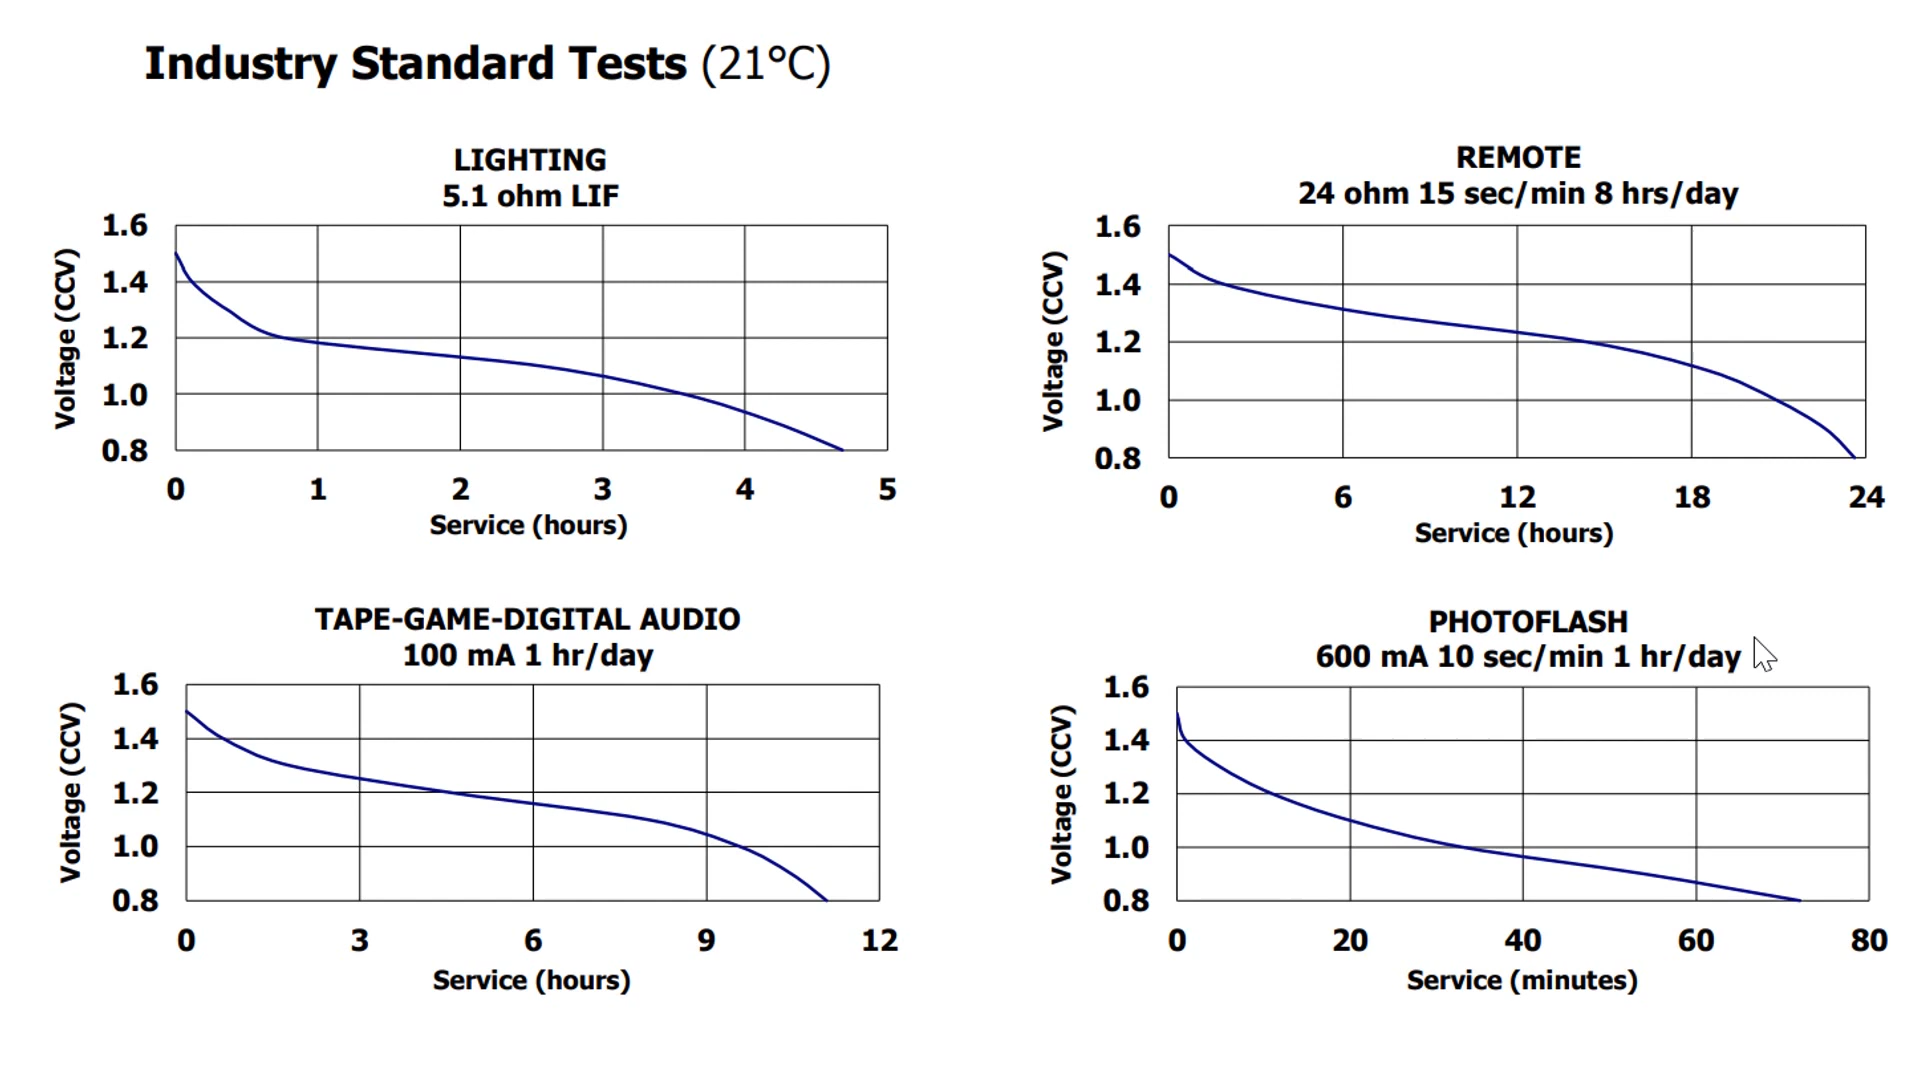 Industry Standard Tests (21°C)
LIGHTING
5.1 ohm LIF
Voltage (CCV)
1.6
1.4
1.2
1.0
0.8
0 1 2 3 4 5
Service (hours)
REMOTE
24 ohm 15 sec/min 8 hrs/day
Voltage (CCV)
1.6
1.4
1.2
1.0
0.8
0 6 12 18 24
Service (hours)
TAPE-GAME-DIGITAL AUDIO
100 mA 1 hr/day
Voltage (CCV)
1.6
1.4
1.2
1.0
0.8
0 3 6 9 12
Service (hours)
PHOTOFLASH
600 mA 10 sec/min 1 hr/day
Voltage (CCV)
1.6
1.4
1.2
1.0
0.8
0 20 40 60 80
Service (minutes)